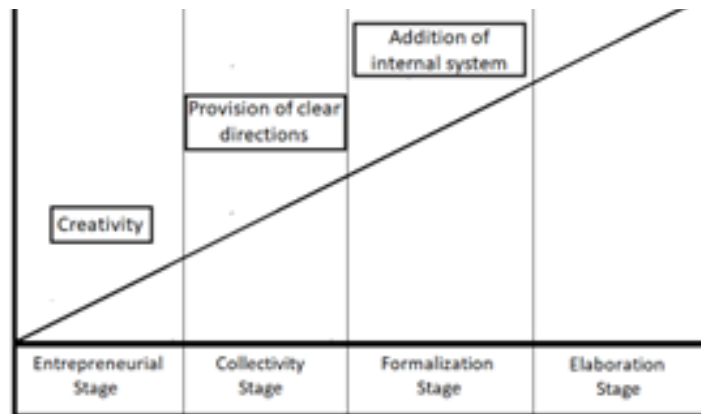 Addition of
internal system
Provision of clear
directions
Creativity
Entrepreneurial
Stage
Collectivity
Stage
Formalization
Stage
Elaboration
Stage